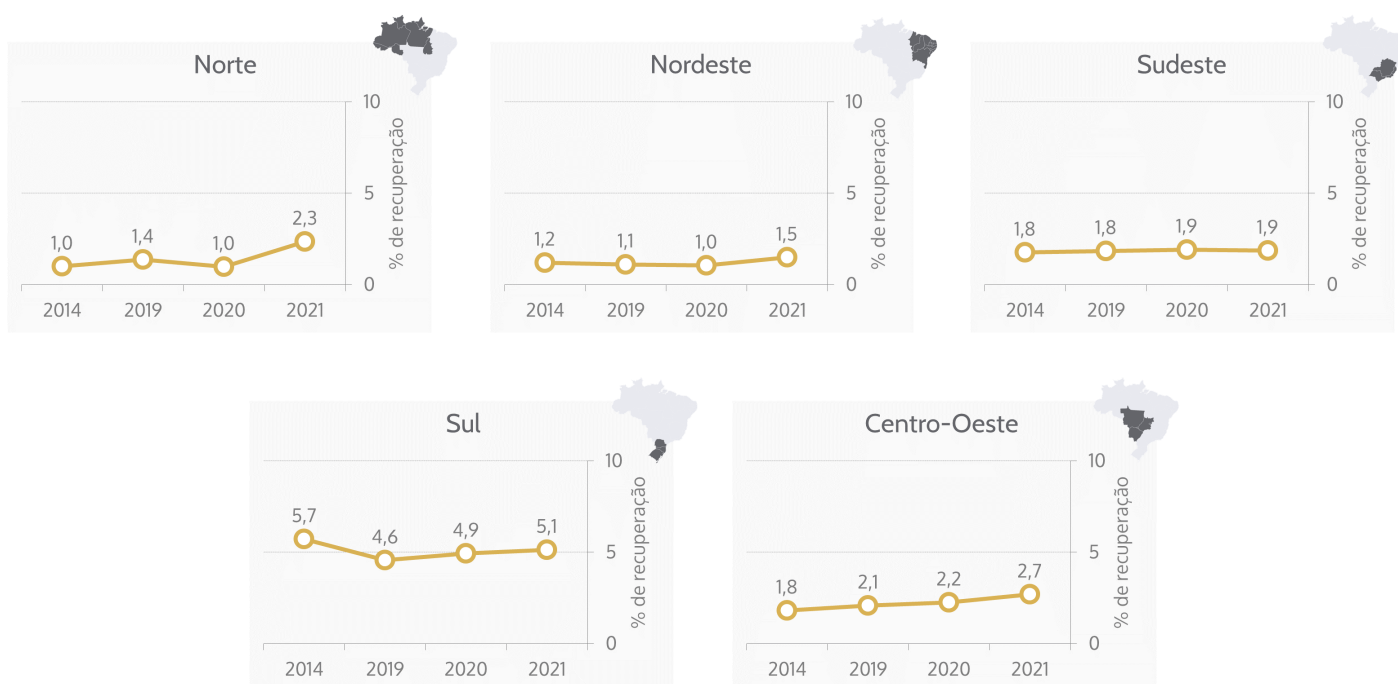 Norte
10
5
0
% de recuperação
1,0
1,4
1,0
2,3
2014 2019 2020 2021
Nordeste
10
5
0
% de recuperação
1,2
1,1
1,0
1,5
2014 2019 2020 2021
Sudeste
10
5
0
% de recuperação
1,8
1,8
1,9
1,9
2014 2019 2020 2021
Sul
10
5
0
% de recuperação
5,7
4,6
4,9
5,1
2014 2019 2020 2021
Centro-Oeste
10
5
0
% de recuperação
1,8
2,1
2,2
2,7
2014 2019 2020 2021